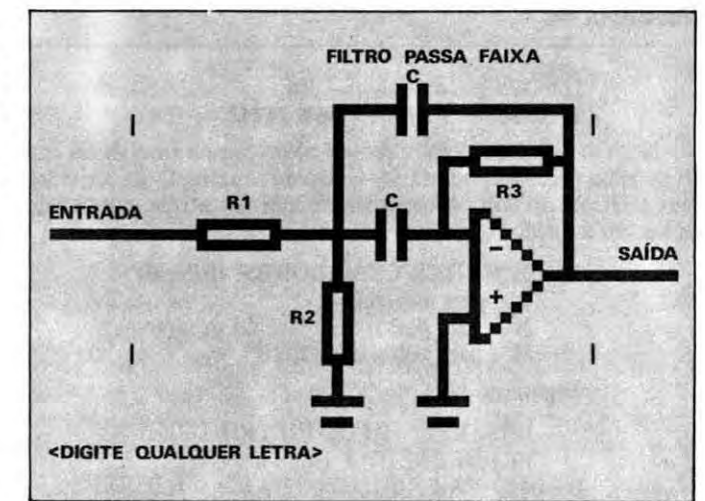 FILTRO PASSA FAIXA
C
R3
C
R1
ENTRADA
SAÍDA
R2
<DIGITE QUALQUER LETRA>